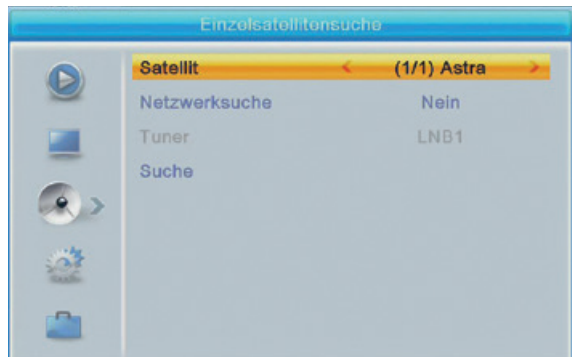 Einzelsatellitensuche
Satellit < (1/1) Astra >
Netzwerksuche Nein
Tuner LNB1
Suche